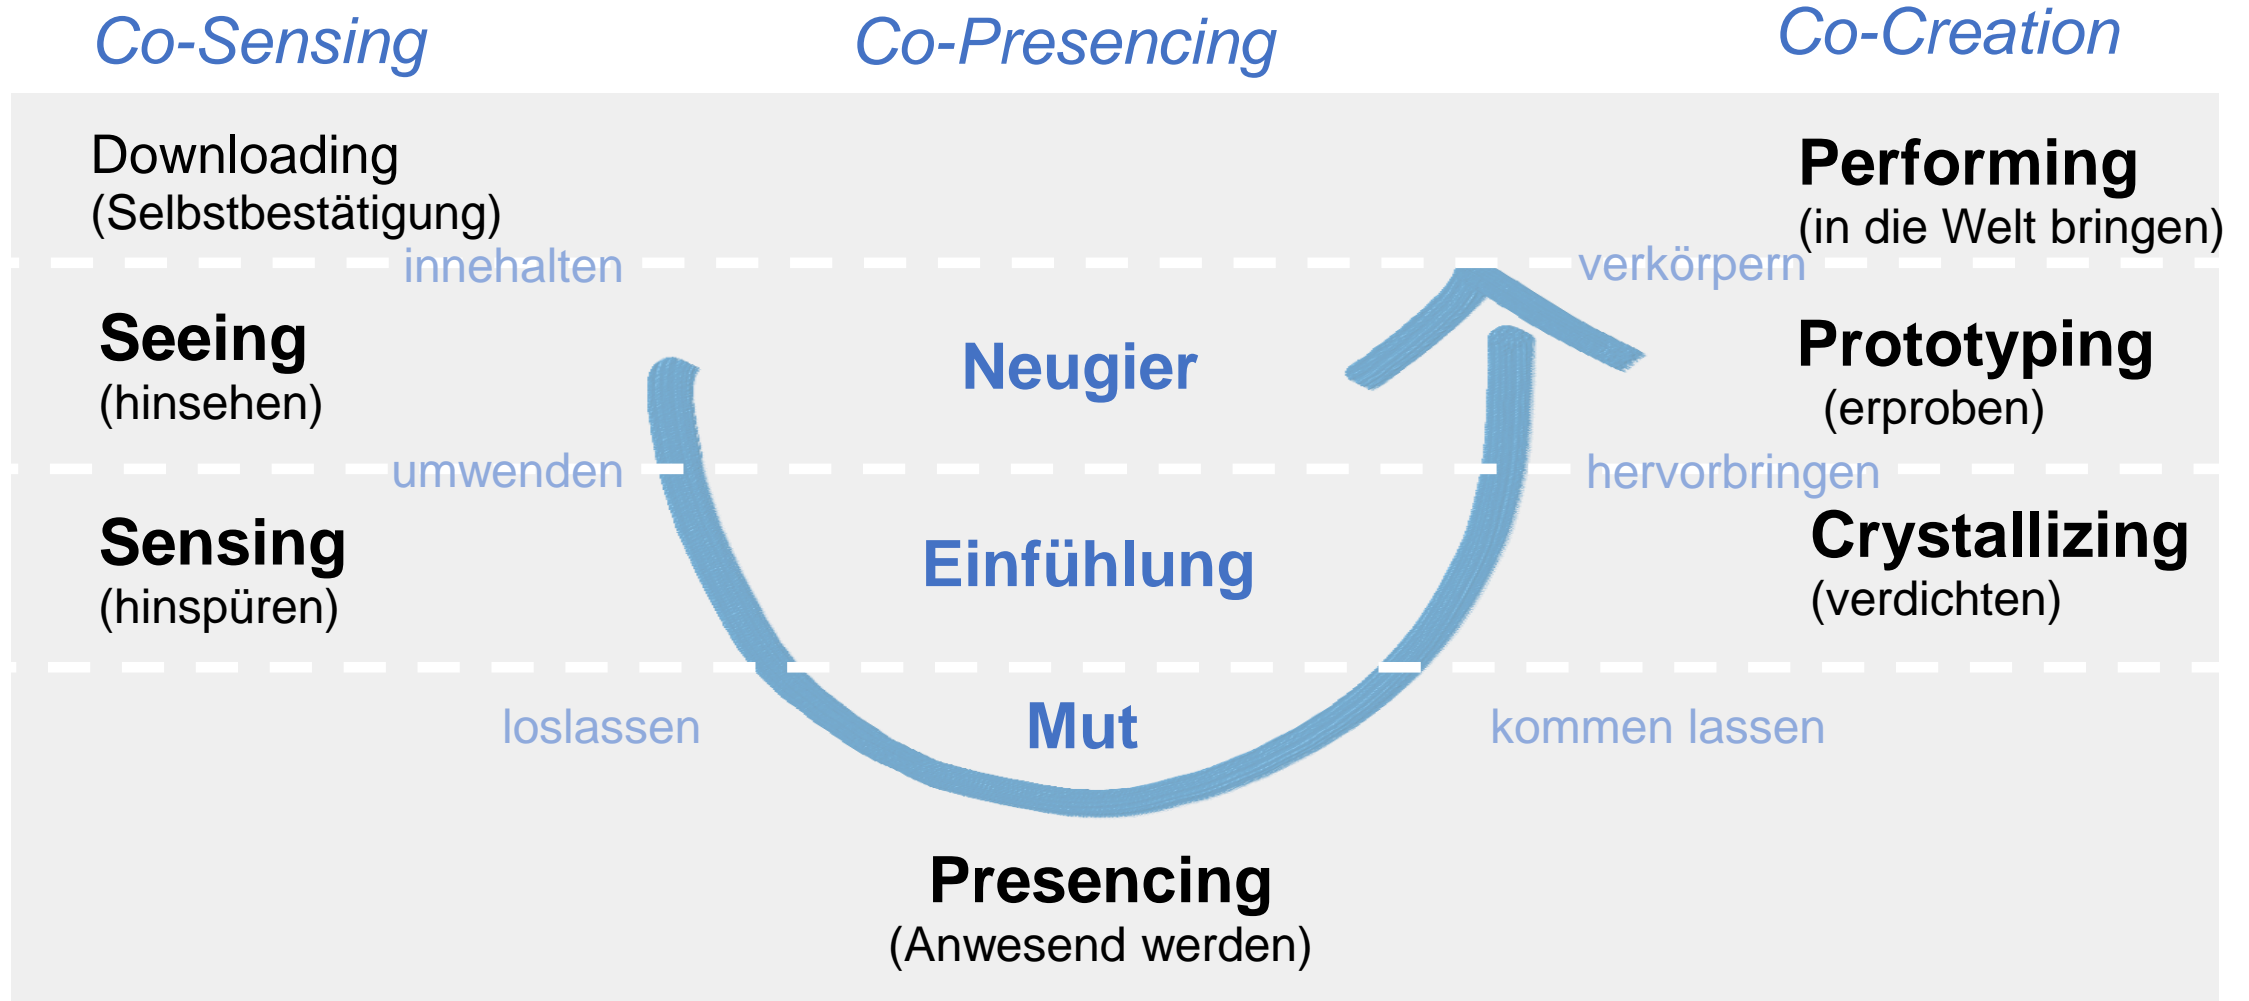 Co-Sensing
Co-Presencing
Co-Creation
Downloading
(Selbstbestätigung)
Performing
(in die Welt bringen)
innehalten
verkörpern
Seeing
(hinsehen)
Neugier
Prototyping
(erproben)
umwenden
hervorbringen
Sensing
(hinspüren)
Einfühlung
Crystallizing
(verdichten)
loslassen
Mut
kommen lassen
Presencing
(Anwesend werden)